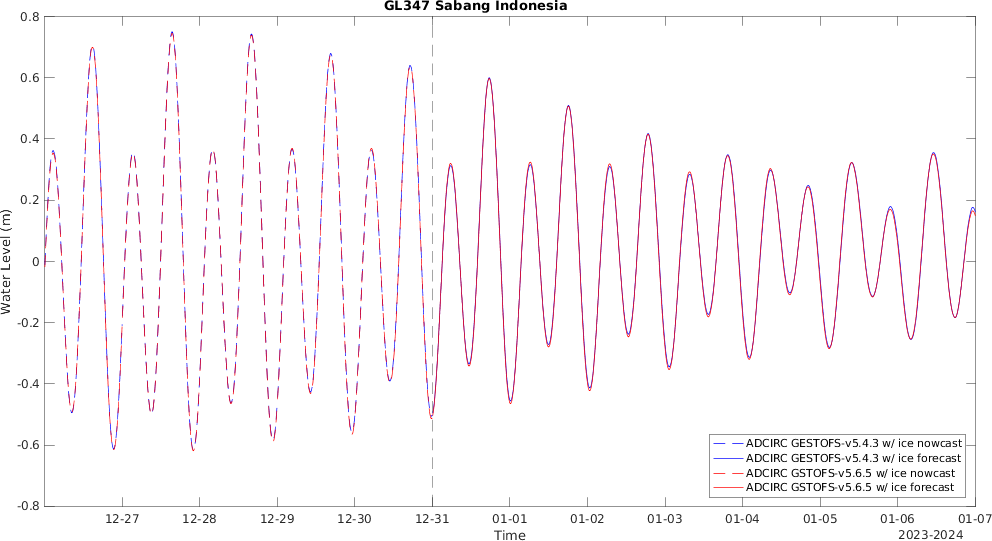 GL347 Sabang Indonesia
0.8
0.6
0.4
0.2
0
-0.2
-0.4
-0.6
-0.8
Water Level (m)
12-27 12-28 12-29 12-30 12-31 01-01 01-02 01-03 01-04 01-05 01-06 01-07
Time
2023-2024
ADCIRC GESTOFS-v5.4.3 w/ ice nowcast
ADCIRC GESTOFS-v5.4.3 w/ ice forecast
ADCIRC GSTOFS-v5.6.5 w/ ice nowcast
ADCIRC GSTOFS-v5.6.5 w/ ice forecast